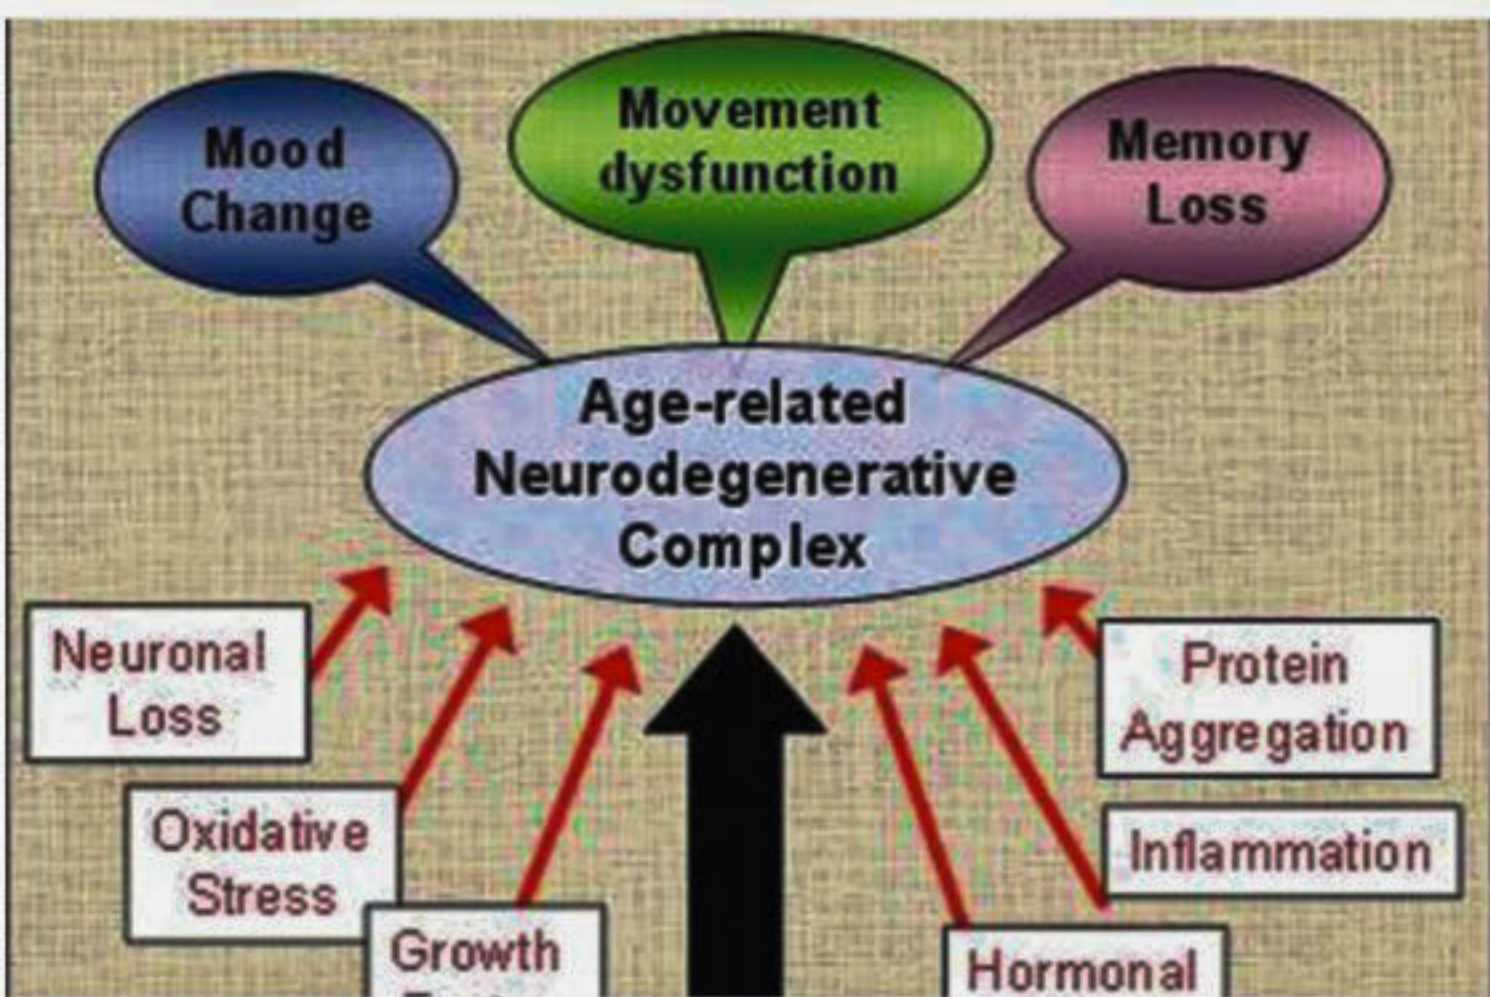 Mood
Change
Movement
dysfunction
Memory
Loss
Age-related
Neurodegenerative
Complex
Neuronal
Loss
Protein
Aggregation
Oxidative
Stress
Inflammation
Growth
Hormonal